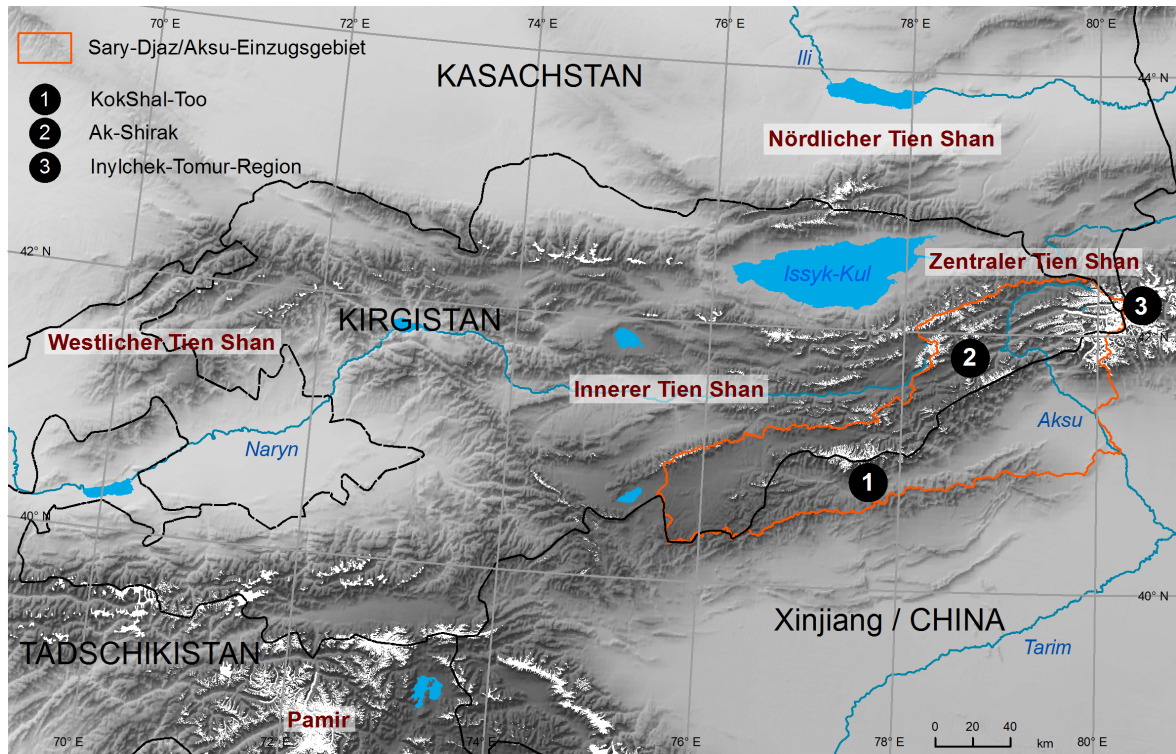 70° E
72° E
74° E
76° E
78° E
80° E
Sary-Djaz/Aksu-Einzugsgebiet
1 KokShal-Too
2 Ak-Shirak
3 Inylchek-Tomur-Region
KASACHSTAN
Ili
44° N
Nördlicher Tien Shan
42° N
Issyk-Kul
Zentraler Tien Shan
3
KIRGISTAN
Westlicher Tien Shan
42° N
2
Innerer Tien Shan
Naryn
Aksu
1
40° N
40° N
Xinjiang / CHINA
TADSCHIKISTAN
Tarim
Pamir
0 20 40
km
70° E
72° E
74° E
76° E
78° E
80° E